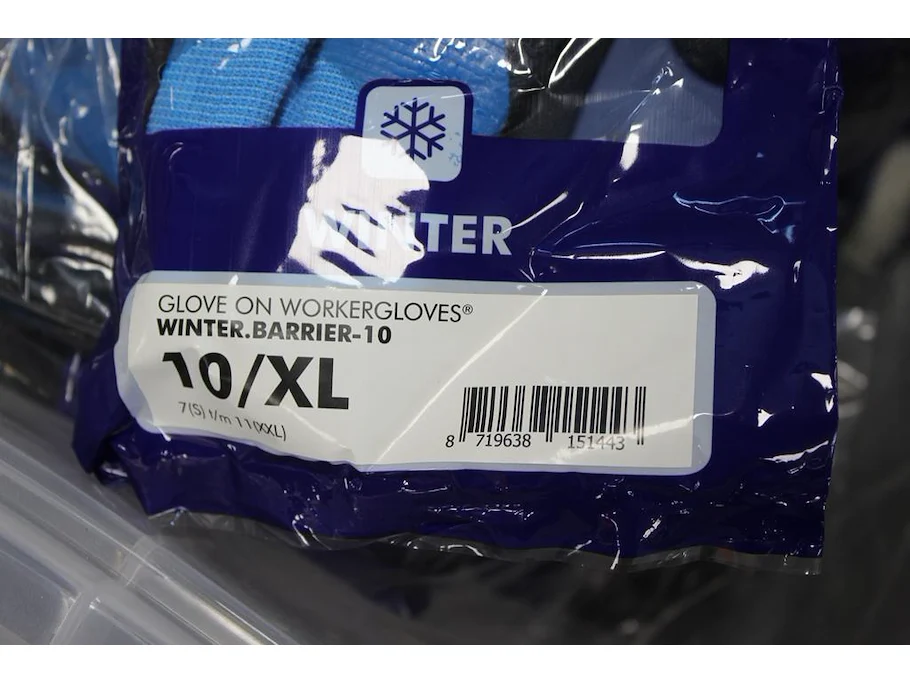 WINTER
GLOVE ON WORKERGLOVES®
WINTER.BARRIER-10
10/XL
7(S) t/m 11(XXL)
8 719638 151443